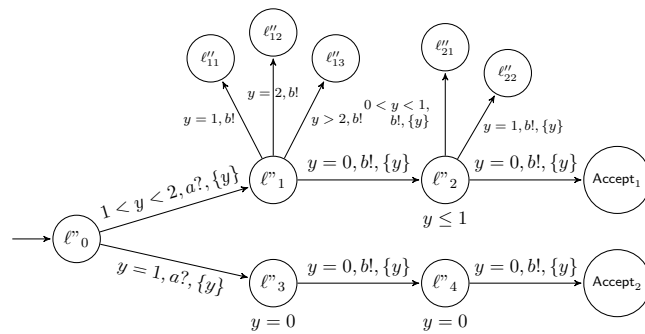 ℓ''₁₁
ℓ''₁₂
ℓ''₁₃
ℓ''₂₁
ℓ''₂₂
y = 1, b!
y = 2, b!
y > 2, b!
0 < y < 1,
b!, {y}
y = 1, b!, {y}
1 < y < 2, a?, {y}
ℓ”₁
y = 0, b!, {y}
ℓ”₂
y = 0, b!, {y}
Accept₁
y ≤ 1
ℓ”₀
y = 1, a?, {y}
ℓ”₃
y = 0, b!, {y}
ℓ”₄
y = 0, b!, {y}
Accept₂
y = 0
y = 0